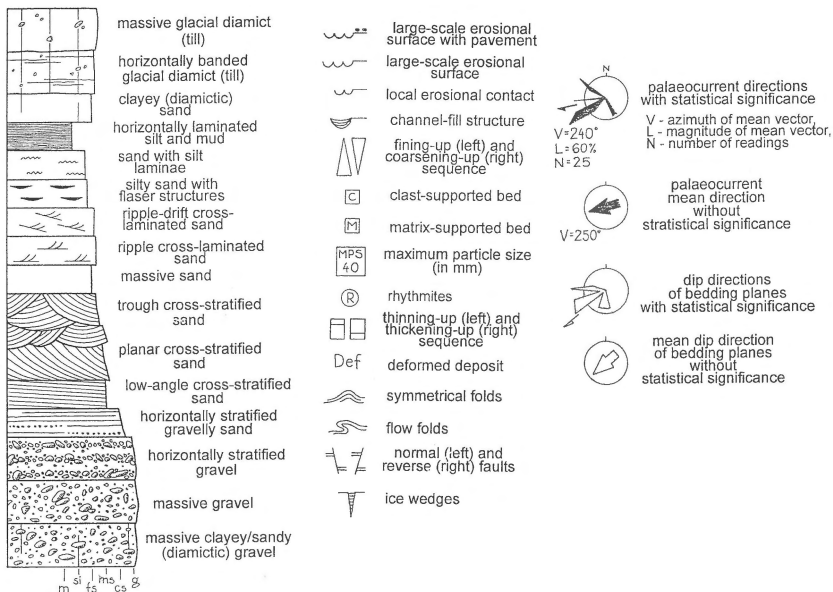 massive glacial diamict
(till)
horizontally banded
glacial diamict (till)
clayey (diamictic)
sand
horizontally laminated
silt and mud
sand with silt
laminae
silty sand with
flaser structures
ripple-drift cross-
laminated sand
ripple cross-laminated
sand
massive sand
trough cross-stratified
sand
planar cross-stratified
sand
low-angle cross-stratified
sand
horizontally stratified
gravelly sand
horizontally stratified
gravel
massive gravel
massive clayey/sandy
(diamictic) gravel
m si fs ms cs g
large-scale erosional
surface with pavement
large-scale erosional
surface
local erosional contact
channel-fill structure
fining-up (left) and
coarsening-up (right)
sequence
C
clast-supported bed
M
matrix-supported bed
MPS
40
maximum particle size
(in mm)
R
rhythmites
thinning-up (left) and
thickening-up (right)
sequence
Def
deformed deposit
symmetrical folds
flow folds
normal (left) and
reverse (right) faults
ice wedges
N
V=240°
L=60%
N=25
palaeocurrent directions
with statistical significance
V - azimuth of mean vector,
L - magnitude of mean vector,
N - number of readings
V=250°
palaeocurrent
mean direction
without
stratistical significance
dip directions
of bedding planes
with statistical significance
mean dip direction
of bedding planes
without
statistical significance